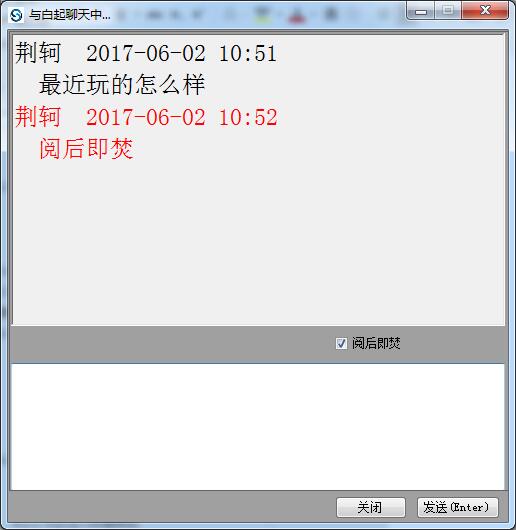 与白起聊天中...
荆轲 2017-06-02 10:51
最近玩的怎么样
荆轲 2017-06-02 10:52
阅后即焚
阅后即焚
关闭 发送(Enter)